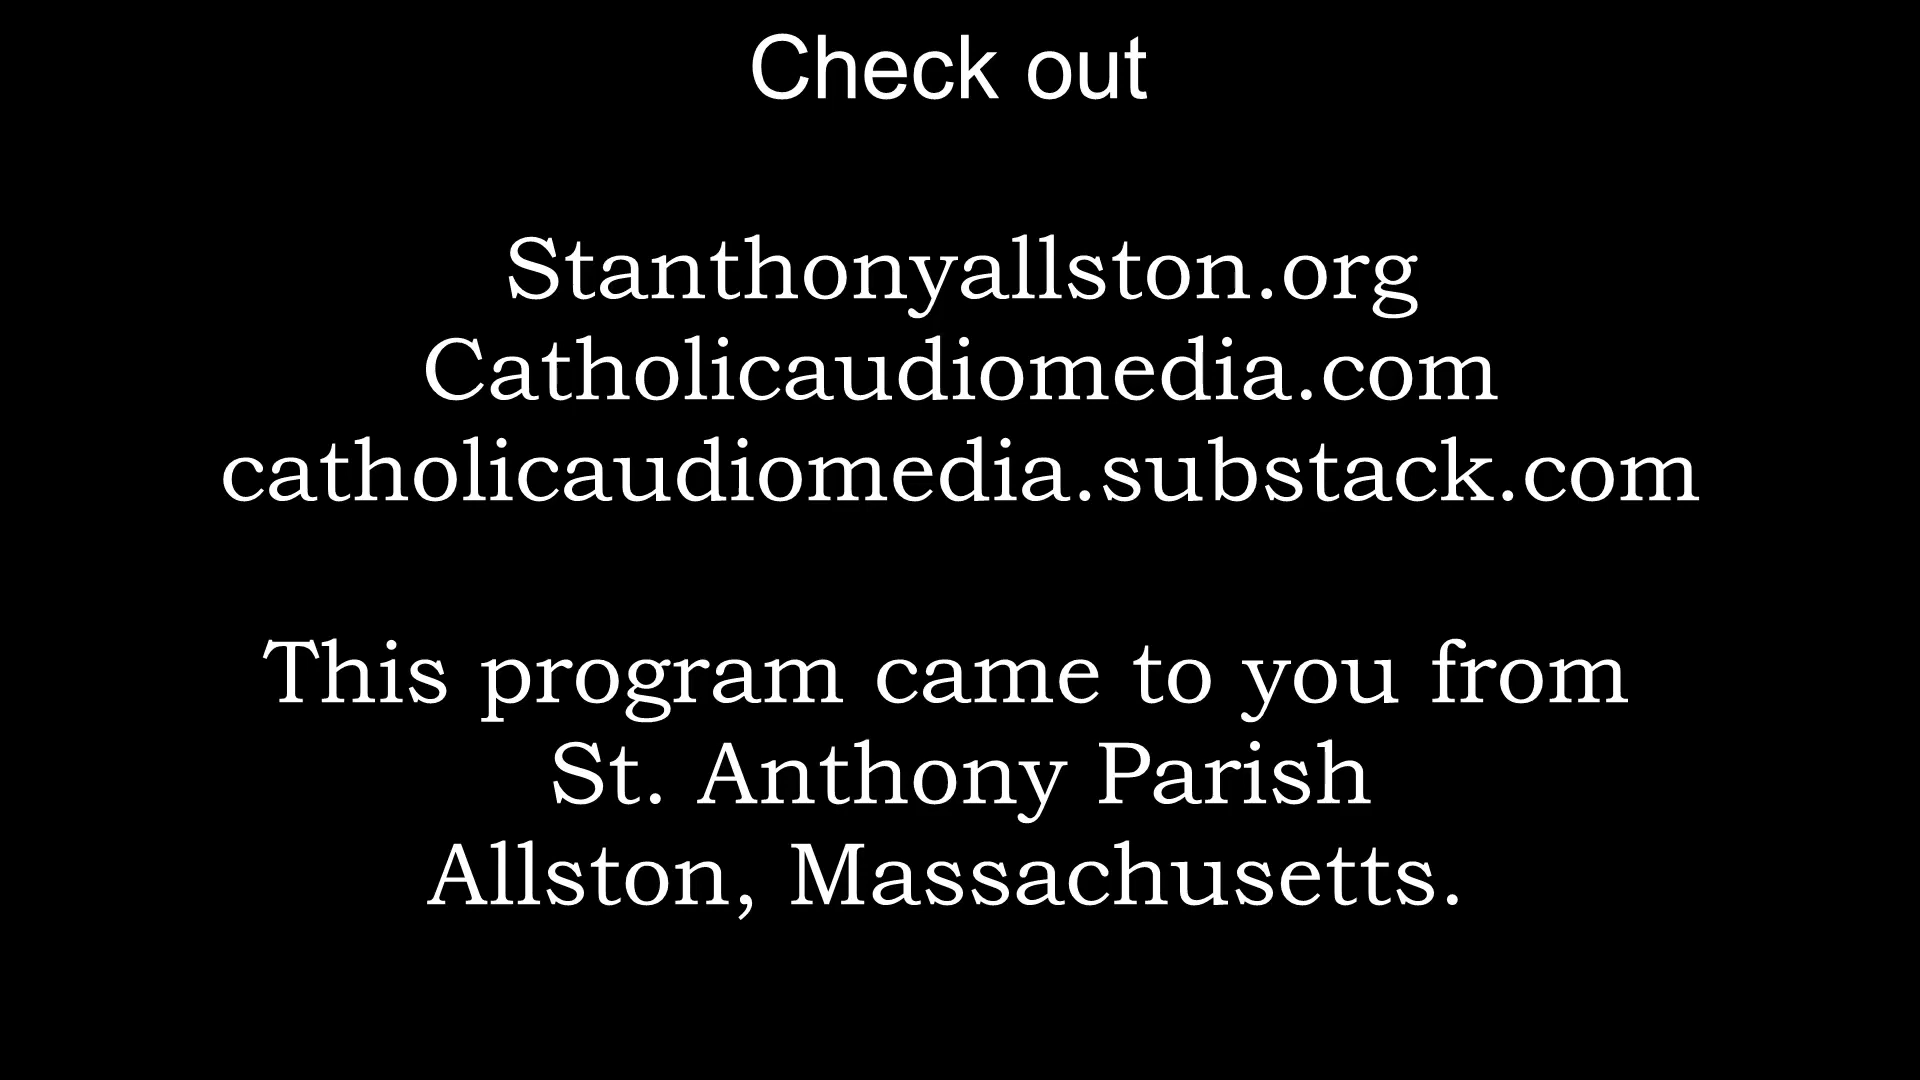 Check out
Stanthonyallston.org
Catholicaudiomedia.com
catholicaudiomedia.substack.com
This program came to you from
St. Anthony Parish
Allston, Massachusetts.